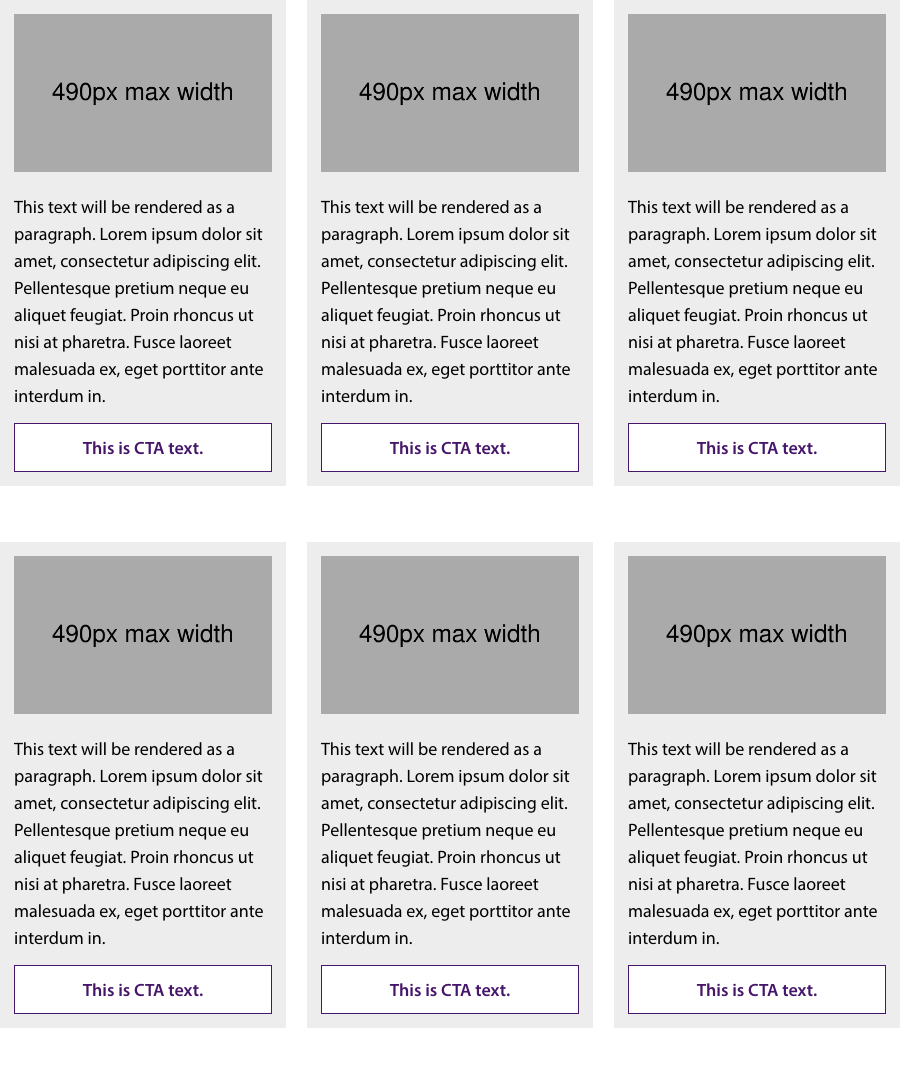 490px max width
This text will be rendered as a
paragraph. Lorem ipsum dolor sit
amet, consectetur adipiscing elit.
Pellentesque pretium neque eu
aliquet feugiat. Proin rhoncus ut
nisi at pharetra. Fusce laoreet
malesuada ex, eget porttitor ante
interdum in.
This is CTA text.
490px max width
This text will be rendered as a
paragraph. Lorem ipsum dolor sit
amet, consectetur adipiscing elit.
Pellentesque pretium neque eu
aliquet feugiat. Proin rhoncus ut
nisi at pharetra. Fusce laoreet
malesuada ex, eget porttitor ante
interdum in.
This is CTA text.
490px max width
This text will be rendered as a
paragraph. Lorem ipsum dolor sit
amet, consectetur adipiscing elit.
Pellentesque pretium neque eu
aliquet feugiat. Proin rhoncus ut
nisi at pharetra. Fusce laoreet
malesuada ex, eget porttitor ante
interdum in.
This is CTA text.
490px max width
This text will be rendered as a
paragraph. Lorem ipsum dolor sit
amet, consectetur adipiscing elit.
Pellentesque pretium neque eu
aliquet feugiat. Proin rhoncus ut
nisi at pharetra. Fusce laoreet
malesuada ex, eget porttitor ante
interdum in.
This is CTA text.
490px max width
This text will be rendered as a
paragraph. Lorem ipsum dolor sit
amet, consectetur adipiscing elit.
Pellentesque pretium neque eu
aliquet feugiat. Proin rhoncus ut
nisi at pharetra. Fusce laoreet
malesuada ex, eget porttitor ante
interdum in.
This is CTA text.
490px max width
This text will be rendered as a
paragraph. Lorem ipsum dolor sit
amet, consectetur adipiscing elit.
Pellentesque pretium neque eu
aliquet feugiat. Proin rhoncus ut
nisi at pharetra. Fusce laoreet
malesuada ex, eget porttitor ante
interdum in.
This is CTA text.